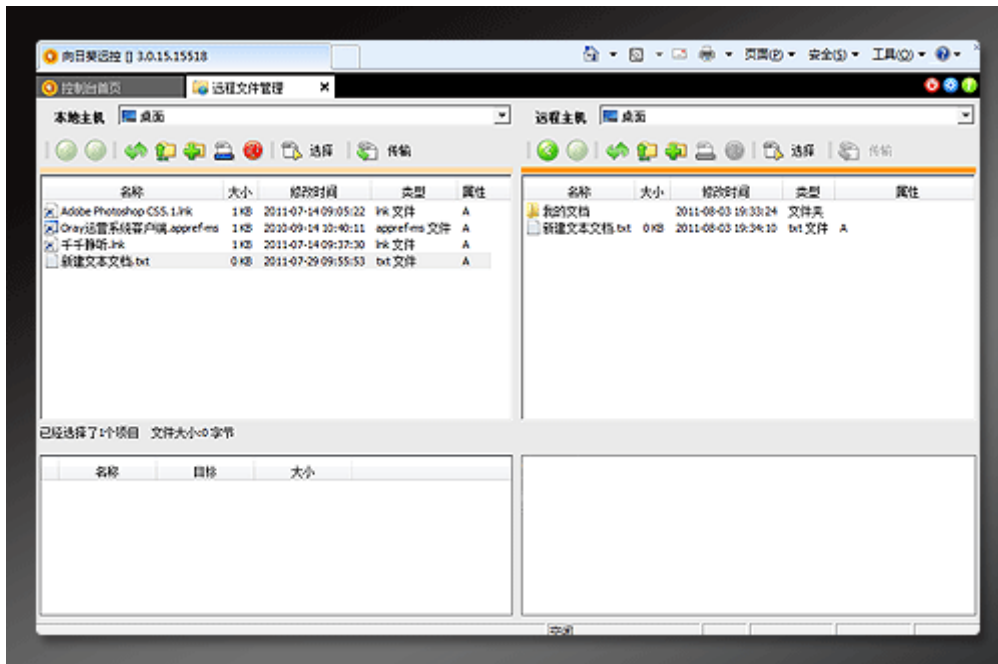 向日葵远控 [] 3.0.15.15518
页面(P) 安全(S) 工具(O)
控制台首页 远程文件管理
本地主机 桌面
远程主机 桌面
选择 传输
选择 传输
名称 大小 修改时间 类型 属性
Adobe Photoshop CS5.1.lnk 1 KB 2011-07-14 09:05:22 lnk 文件 A
Oray运营系统客户端.appref-ms 1 KB 2010-09-14 10:40:11 appref-ms 文件 A
千千静听.lnk 1 KB 2011-07-14 09:37:30 lnk 文件 A
新建文本文档.txt 0 KB 2011-07-29 09:55:53 txt 文件 A
名称 大小 修改时间 类型 属性
我的文档 2011-08-03 19:33:24 文件夹
新建文本文档.txt 0 KB 2011-08-03 19:34:10 txt 文件 A
已经选择了1个项目 文件大小:0 字节
名称 目标 大小
空闲